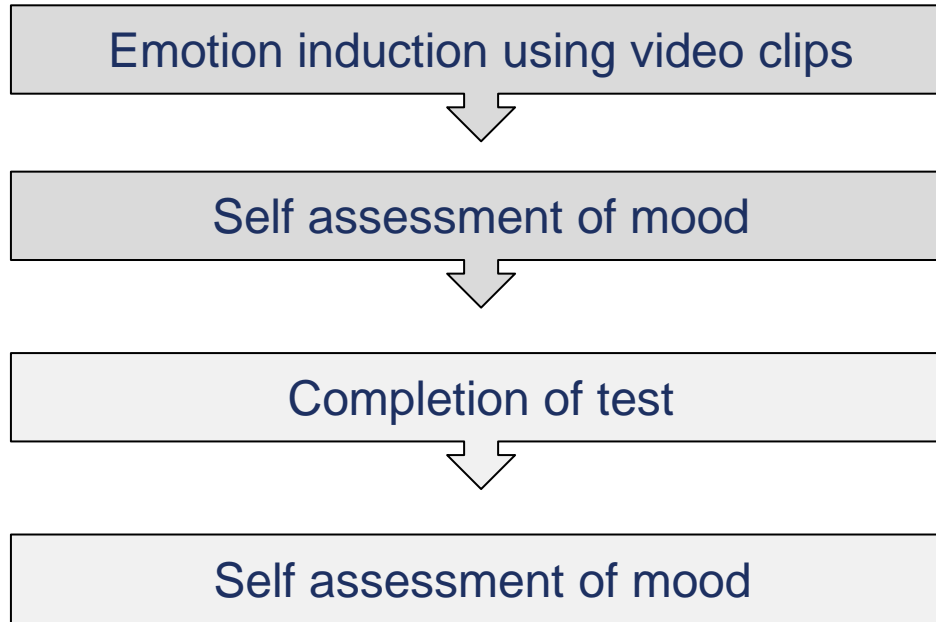 Emotion induction using video clips
Self assessment of mood
Completion of test
Self assessment of mood